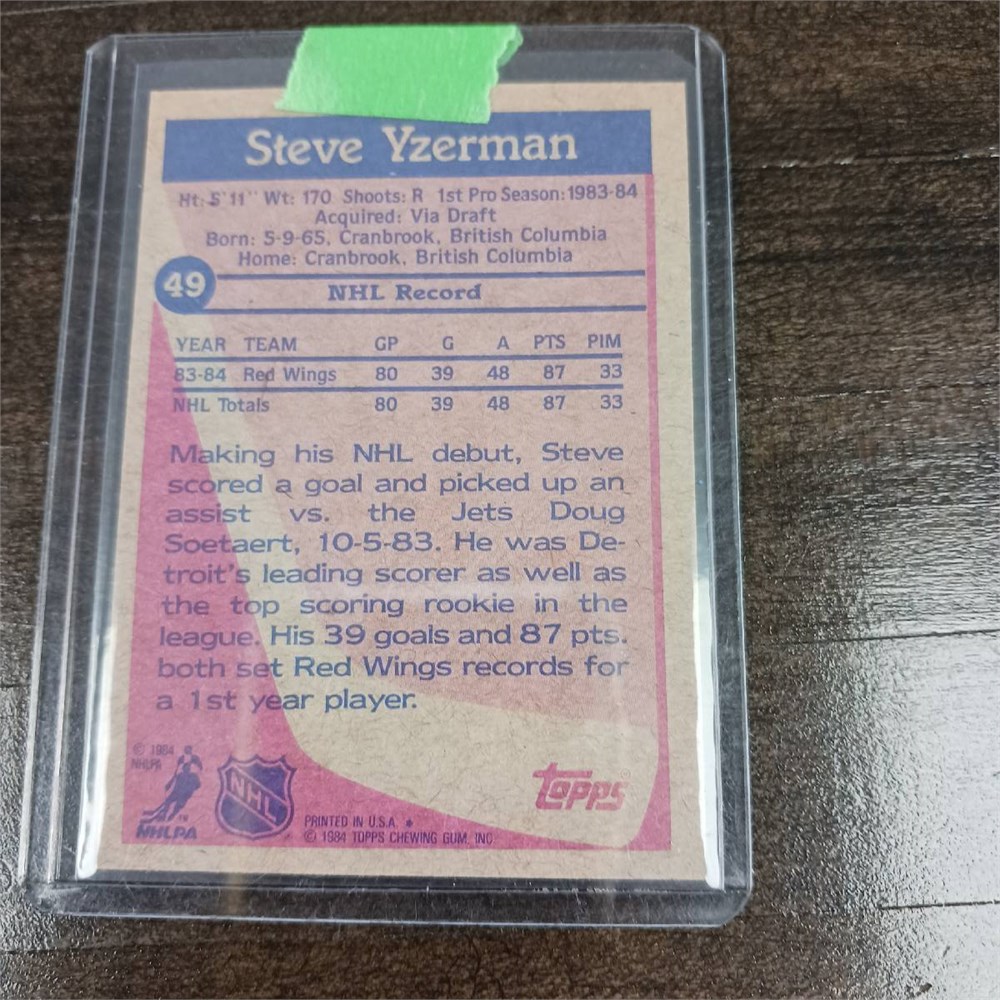 Steve Yzerman
Ht: 5'11" Wt: 170 Shoots: R 1st Pro Season: 1983-84
Acquired: Via Draft
Born: 5-9-65, Cranbrook, British Columbia
Home: Cranbrook, British Columbia
49 NHL Record
YEAR TEAM GP G A PTS PIM
83-84 Red Wings 80 39 48 87 33
NHL Totals 80 39 48 87 33
Making his NHL debut, Steve
scored a goal and picked up an
assist vs. the Jets Doug
Soetaert, 10-5-83. He was De-
troit's leading scorer as well as
the top scoring rookie in the
league. His 39 goals and 87 pts.
both set Red Wings records for
a 1st year player.
© 1984
NHLPA
TM
NHLPA
NHL
PRINTED IN U.S.A. *
© 1984 TOPPS CHEWING GUM, INC.
topps